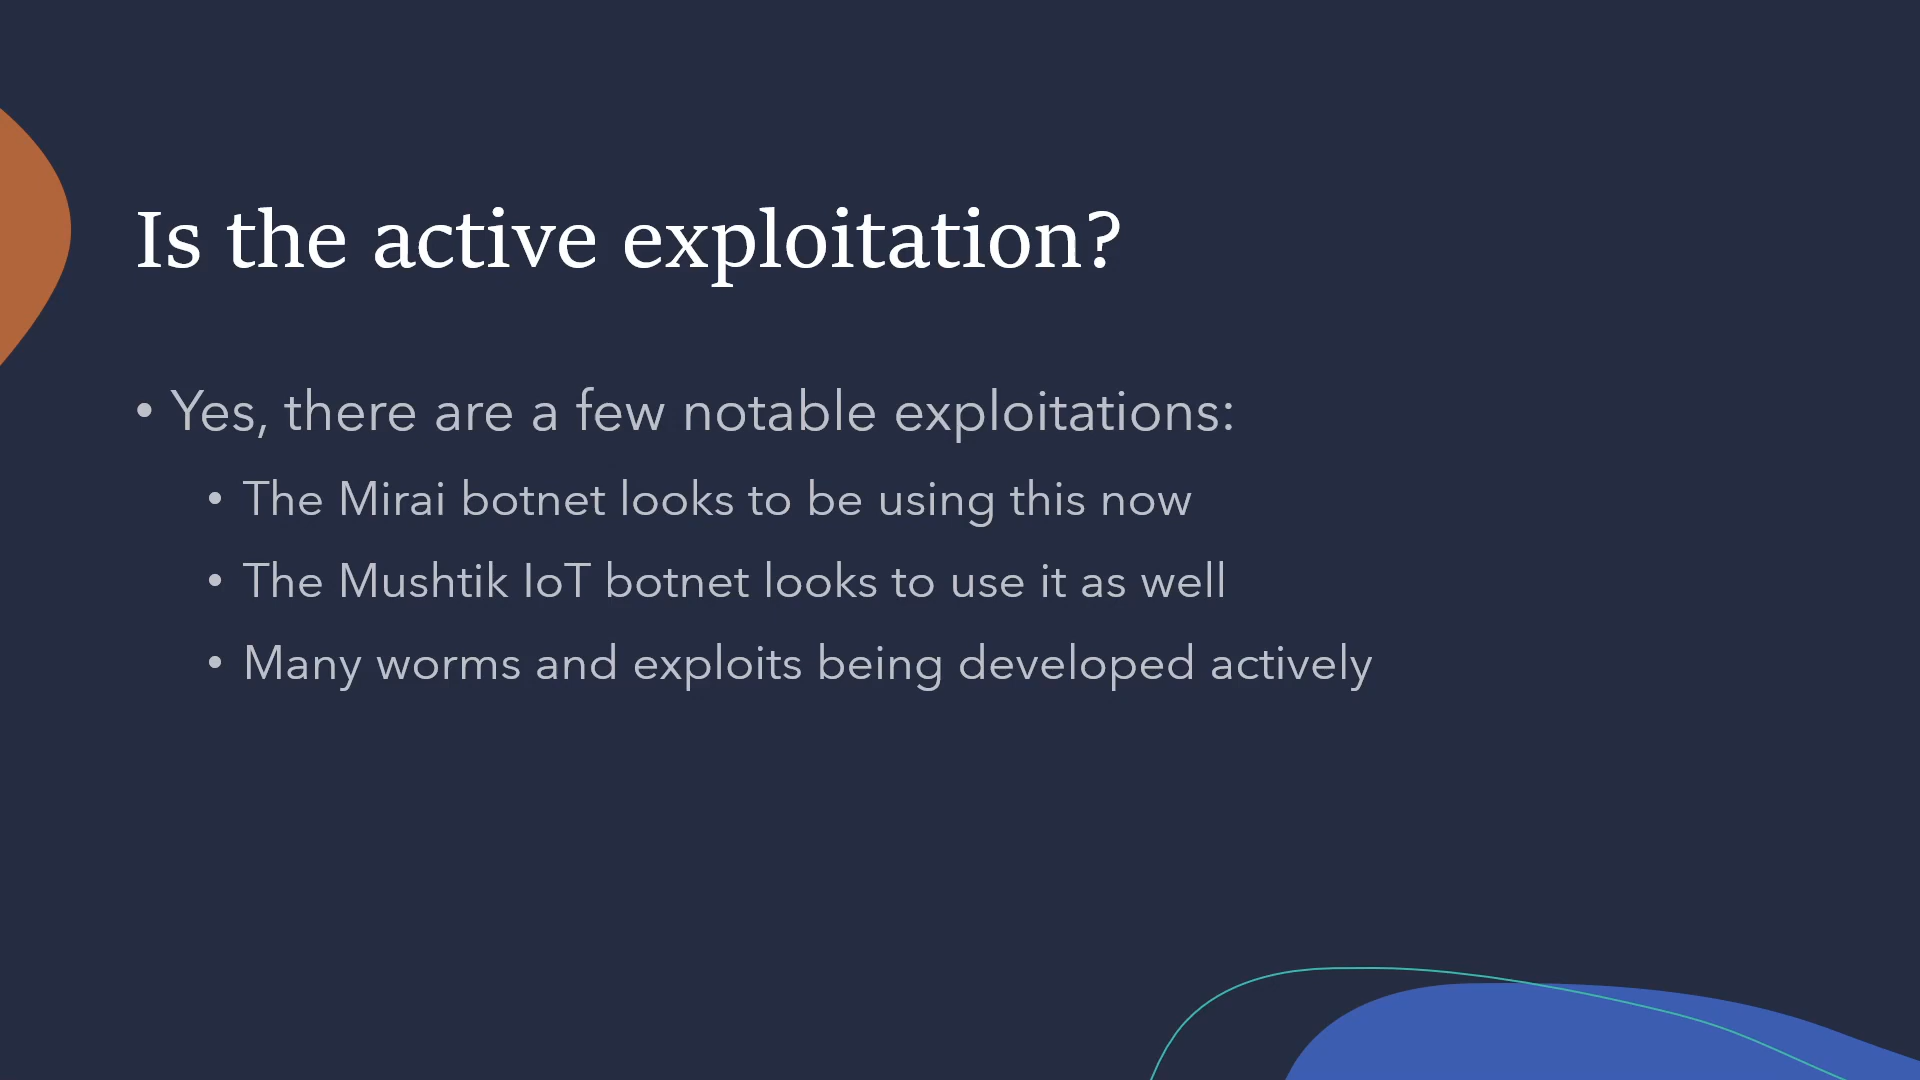 Is the active exploitation?
• Yes, there are a few notable exploitations:
• The Mirai botnet looks to be using this now
• The Mushtik IoT botnet looks to use it as well
• Many worms and exploits being developed actively